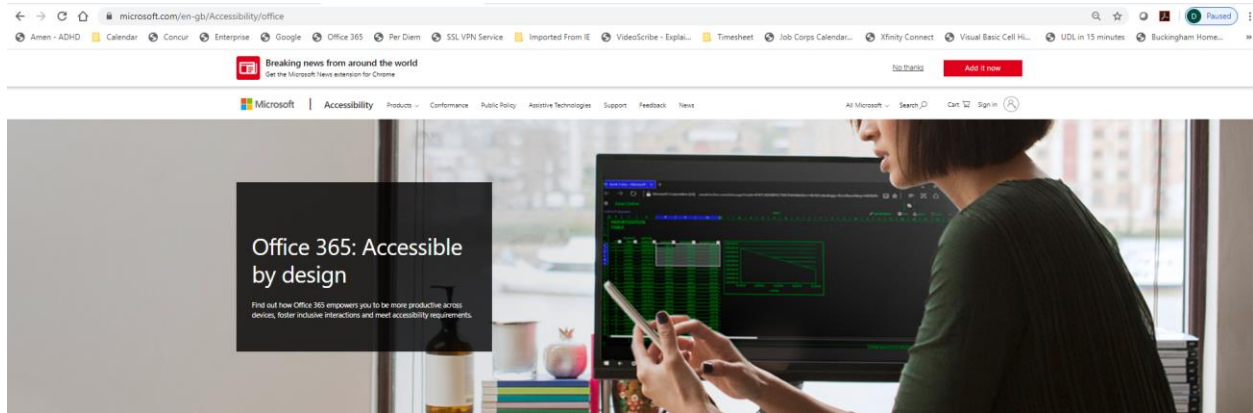 microsoft.com/en-gb/Accessibility/office
Paused
Amen - ADHD Calendar Concur Enterprise Google Office 365 Per Diem SSL VPN Service Imported From IE VideoScribe - Explai... Timesheet Job Corps Calendar... Xfinity Connect Visual Basic Cell Hi... UDL in 15 minutes Buckingham Home... »
Breaking news from around the world
Get the Microsoft News extension for Chrome
No thanks
Add it now
Microsoft | Accessibility Products Conformance Public Policy Assistive Technologies Support Feedback News All Microsoft Search Cart Sign in
Office 365: Accessible
by design
Find out how Office 365 empowers you to be more productive across
devices, foster inclusive interactions and meet accessibility requirements.